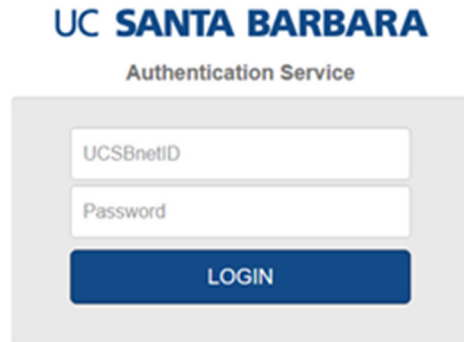 UC SANTA BARBARA
Authentication Service
UCSBnetID
Password
LOGIN